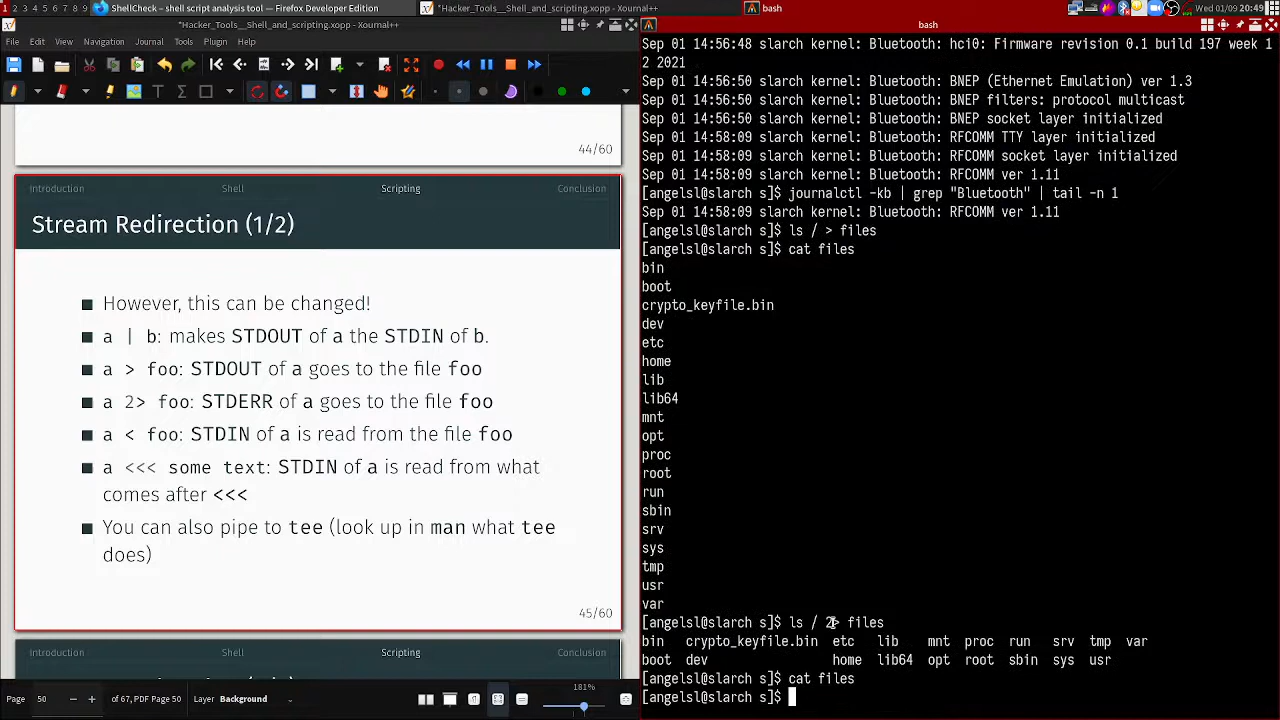 1 2 3 4 5 6 7 8 9 ShellCheck – shell script analysis tool — Firefox Developer Edition *Hacker_Tools__Shell_and_scripting.xopp - Xournal++ bash Wed 01/09 20:49
*Hacker_Tools__Shell_and_scripting.xopp - Xournal++
File Edit View Navigation Journal Tools Plugin Help
44/60
Introduction Shell Scripting Conclusion
Stream Redirection (1/2)
However, this can be changed!
a | b: makes STDOUT of a the STDIN of b.
a > foo: STDOUT of a goes to the file foo
a 2> foo: STDERR of a goes to the file foo
a < foo: STDIN of a is read from the file foo
a <<< some text: STDIN of a is read from what
comes after <<<
You can also pipe to tee (look up in man what tee
does)
45/60
Introduction Shell Scripting Conclusion
Page 50 of 67, PDF Page 50 Layer Background 181%
bash
Sep 01 14:56:48 slarch kernel: Bluetooth: hci0: Firmware revision 0.1 build 197 week 1
2 2021
Sep 01 14:56:50 slarch kernel: Bluetooth: BNEP (Ethernet Emulation) ver 1.3
Sep 01 14:56:50 slarch kernel: Bluetooth: BNEP filters: protocol multicast
Sep 01 14:56:50 slarch kernel: Bluetooth: BNEP socket layer initialized
Sep 01 14:58:09 slarch kernel: Bluetooth: RFCOMM TTY layer initialized
Sep 01 14:58:09 slarch kernel: Bluetooth: RFCOMM socket layer initialized
Sep 01 14:58:09 slarch kernel: Bluetooth: RFCOMM ver 1.11
[angelsl@slarch s]$ journalctl -kb | grep "Bluetooth" | tail -n 1
Sep 01 14:58:09 slarch kernel: Bluetooth: RFCOMM ver 1.11
[angelsl@slarch s]$ ls / > files
[angelsl@slarch s]$ cat files
bin
boot
crypto_keyfile.bin
dev
etc
home
lib
lib64
mnt
opt
proc
root
run
sbin
srv
sys
tmp
usr
var
[angelsl@slarch s]$ ls / 2> files
bin crypto_keyfile.bin etc lib mnt proc run srv tmp var
boot dev home lib64 opt root sbin sys usr
[angelsl@slarch s]$ cat files
[angelsl@slarch s]$